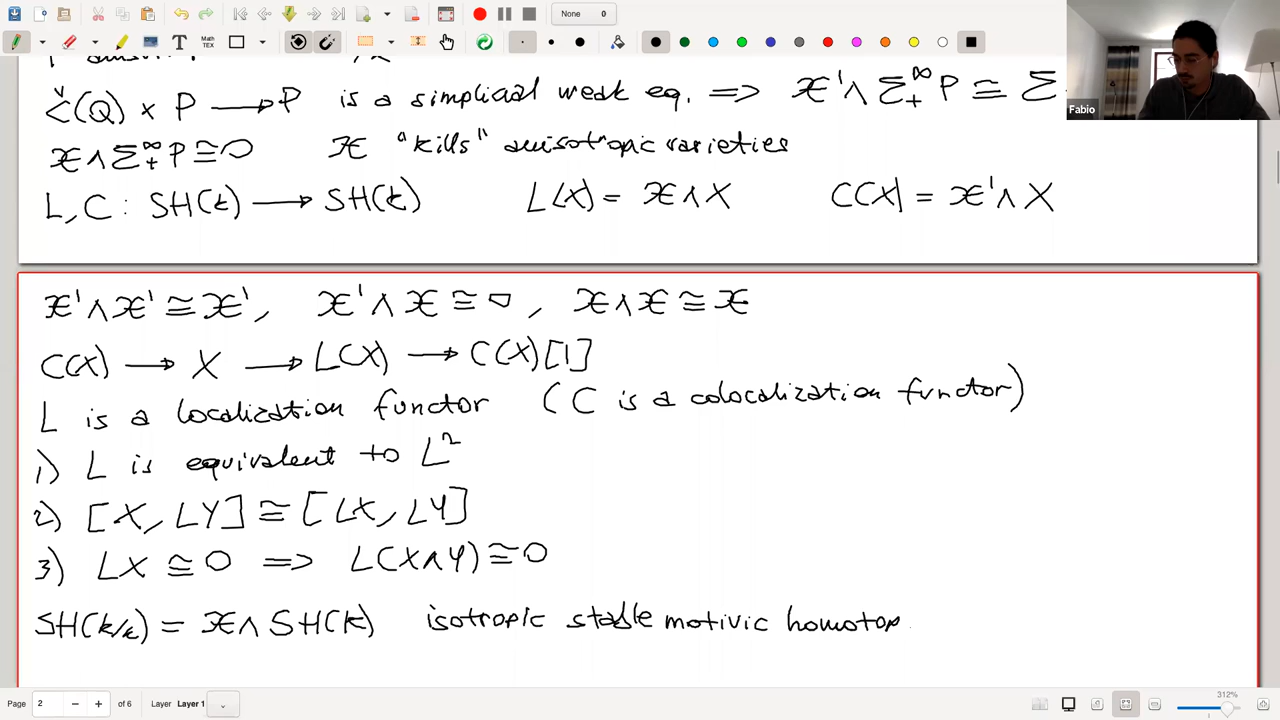 None 0
Č(Q) × P ⟶ P is a simplicial weak eq. ⟹ 𝔛' ∧ Σ₊^∞ P ≅ Σ
𝔛 ∧ Σ₊^∞ P ≅ 0 𝔛 "kills" anisotropic varieties
L, C : SH(k) ⟶ SH(k) L(X) = 𝔛 ∧ X C(X) = 𝔛' ∧ X
𝔛' ∧ 𝔛' ≅ 𝔛', 𝔛' ∧ 𝔛 ≅ 0, 𝔛 ∧ 𝔛 ≅ 𝔛
C(X) ⟶ X ⟶ L(X) ⟶ C(X)[1]
L is a localization functor (C is a colocalization functor)
1) L is equivalent to L²
2) [X, LY] ≅ [LX, LY]
3) LX ≅ 0 ⟹ L(X∧Y) ≅ 0
SH(k/k) = 𝔛 ∧ SH(k) isotropic stable motivic homotop
Fabio
Page 2 of 6 Layer Layer 1 312%